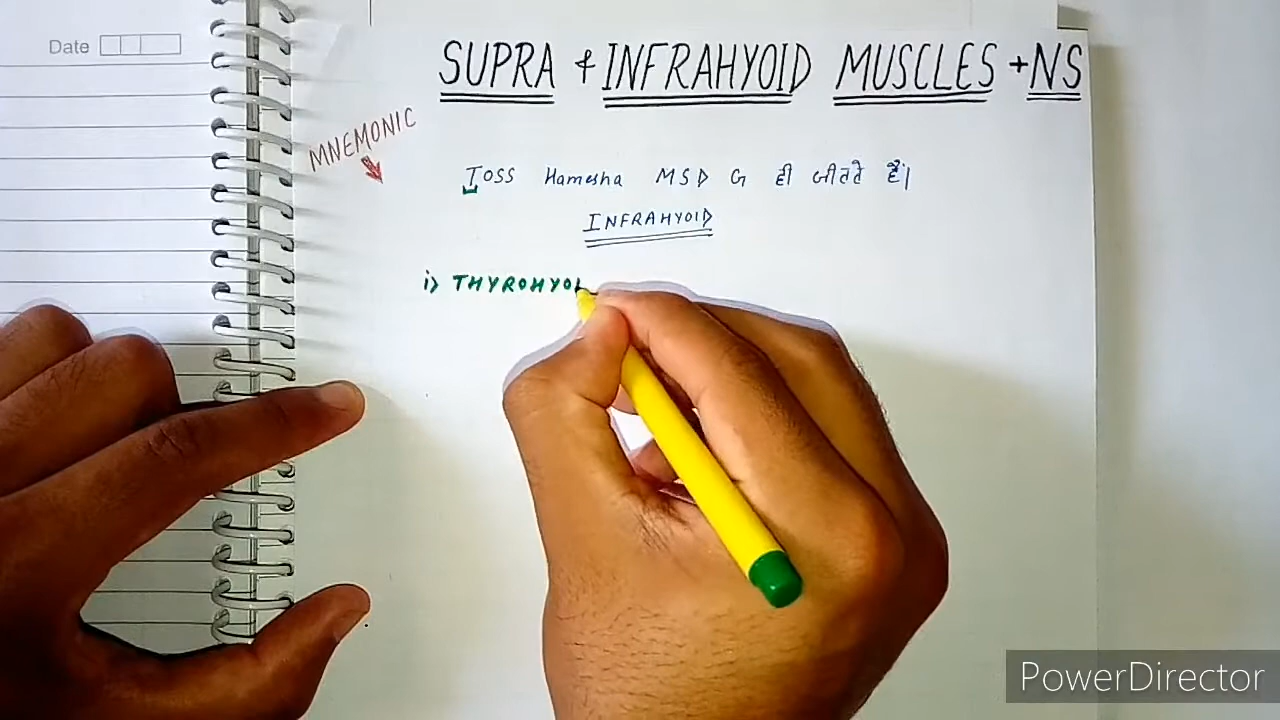 Date
SUPRA & INFRAHYOID MUSCLES + NS
MNEMONIC
TOSS Hamesha MSD G ही जीतते हैं।
INFRAHYOID
i) THYROHYOI
PowerDirector